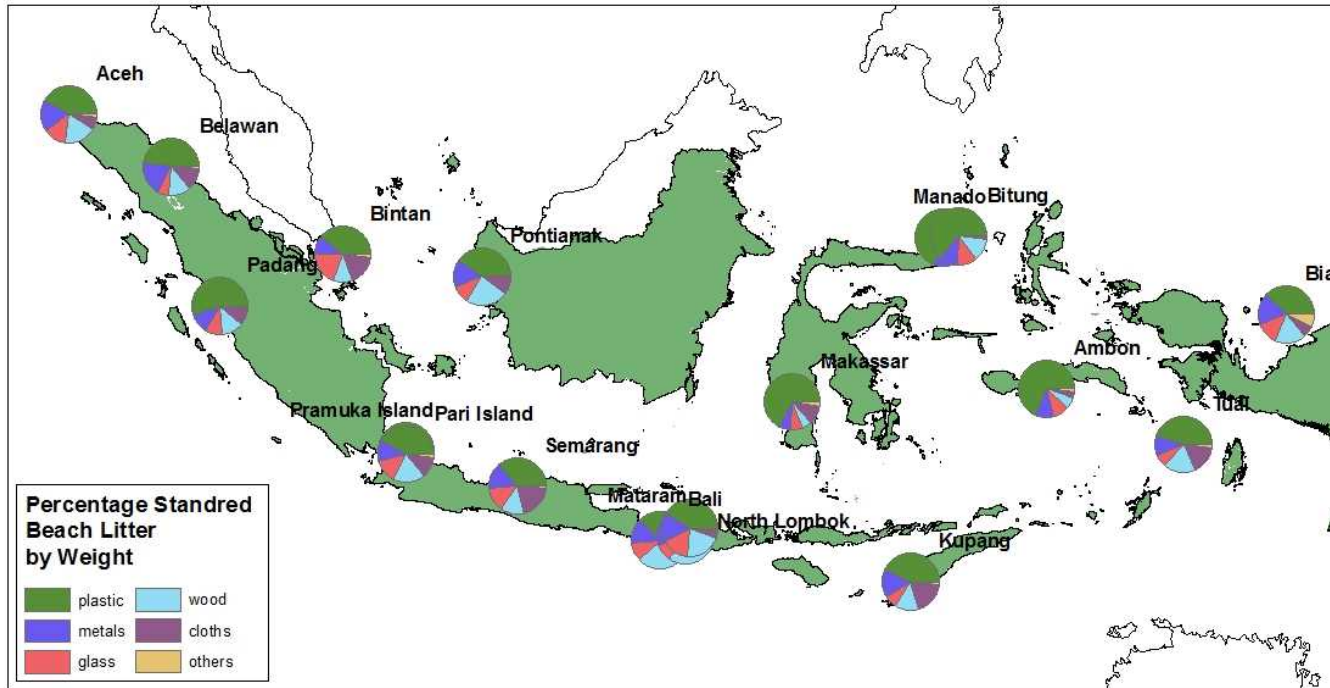 Aceh
Belawan
Bintan
Padang
Pontianak
Manado Bitung
Bia
Makassar
Ambon
Tual
Pramuka Island Pari Island
Semarang
Mataram Bali
North Lombok
Kupang
Percentage Standred
Beach Litter
by Weight
plastic wood
metals cloths
glass others